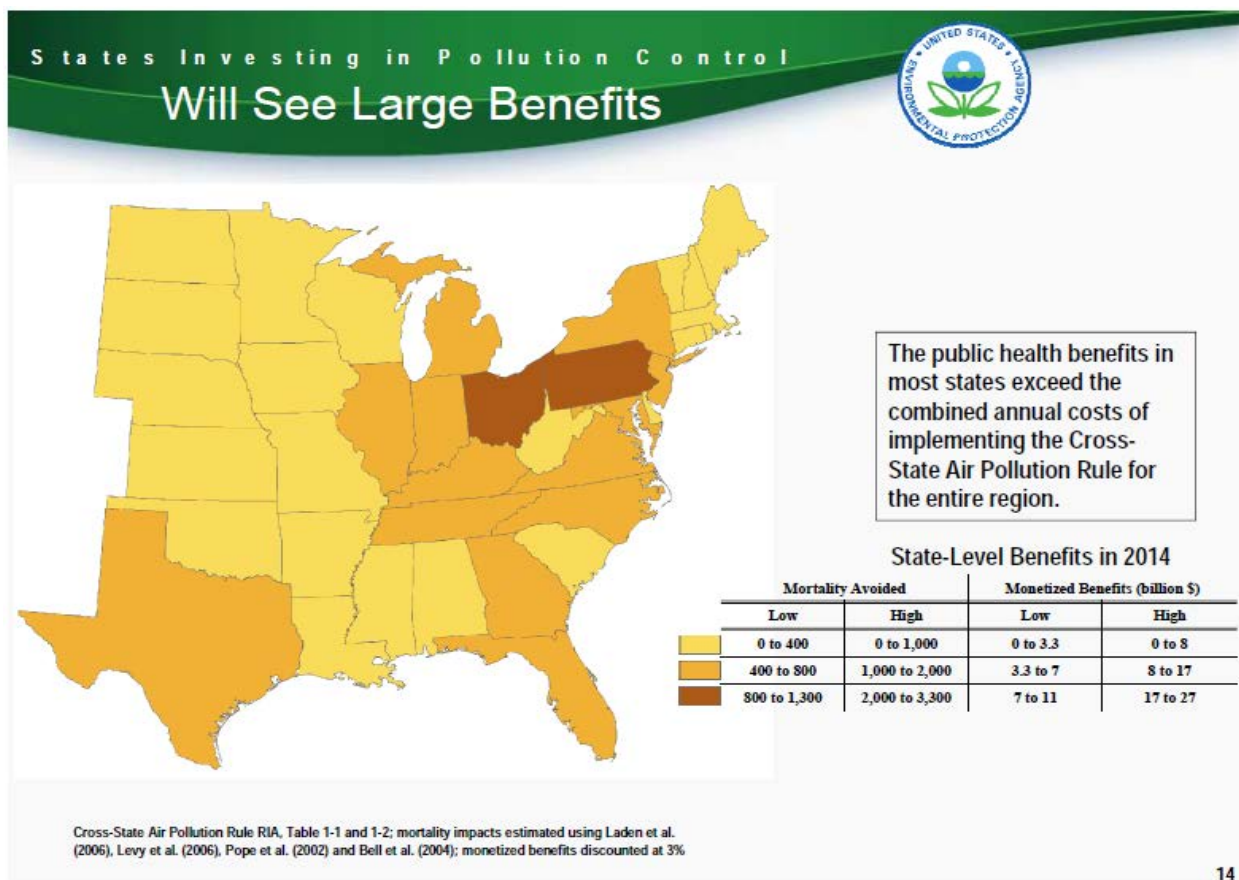 States Investing in Pollution Control
Will See Large Benefits
UNITED STATES
ENVIRONMENTAL PROTECTION AGENCY
The public health benefits in
most states exceed the
combined annual costs of
implementing the Cross-
State Air Pollution Rule for
the entire region.
State-Level Benefits in 2014
Mortality Avoided Monetized Benefits (billion $)
Low High Low High
0 to 400 0 to 1,000 0 to 3.3 0 to 8
400 to 800 1,000 to 2,000 3.3 to 7 8 to 17
800 to 1,300 2,000 to 3,300 7 to 11 17 to 27
Cross-State Air Pollution Rule RIA, Table 1-1 and 1-2; mortality impacts estimated using Laden et al.
(2006), Levy et al. (2006), Pope et al. (2002) and Bell et al. (2004); monetized benefits discounted at 3%
14